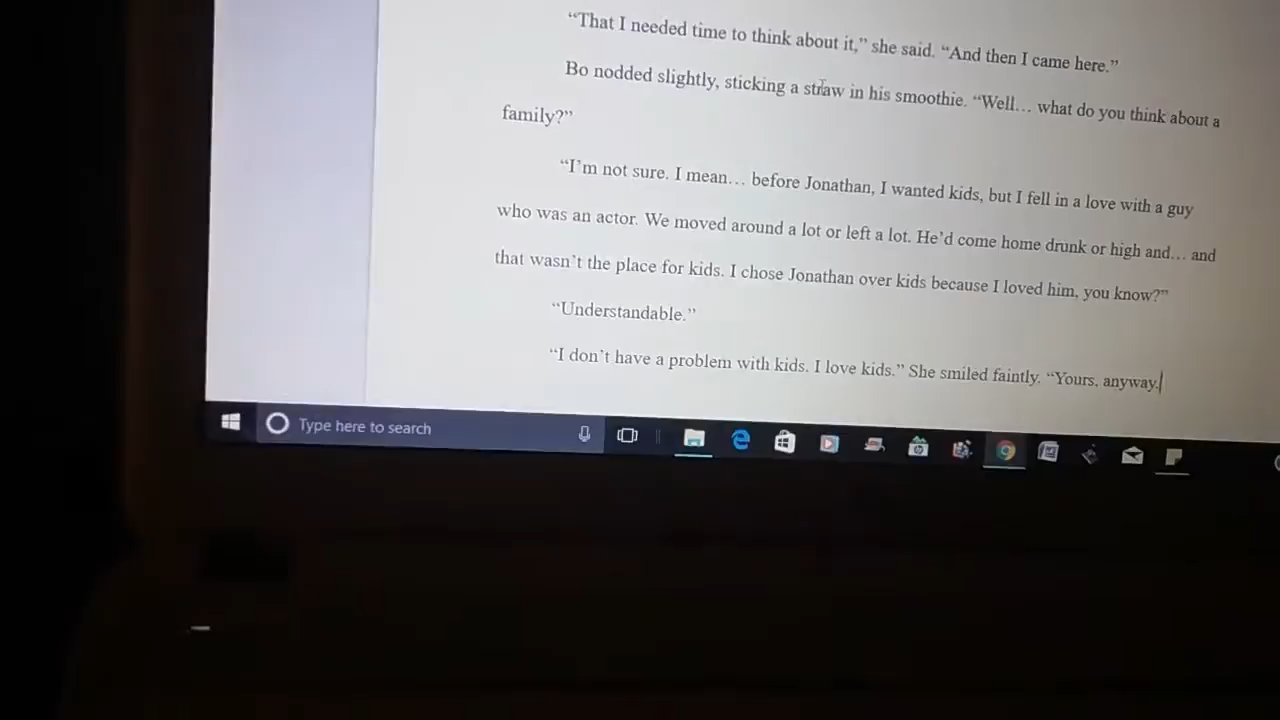 “That I needed time to think about it,” she said. “And then I came here.”
Bo nodded slightly, sticking a straw in his smoothie. “Well… what do you think about a
family?”
“I’m not sure. I mean… before Jonathan, I wanted kids, but I fell in a love with a guy
who was an actor. We moved around a lot or left a lot. He’d come home drunk or high and… and
that wasn’t the place for kids. I chose Jonathan over kids because I loved him, you know?”
“Understandable.”
“I don’t have a problem with kids. I love kids.” She smiled faintly. “Yours, anyway.
Type here to search